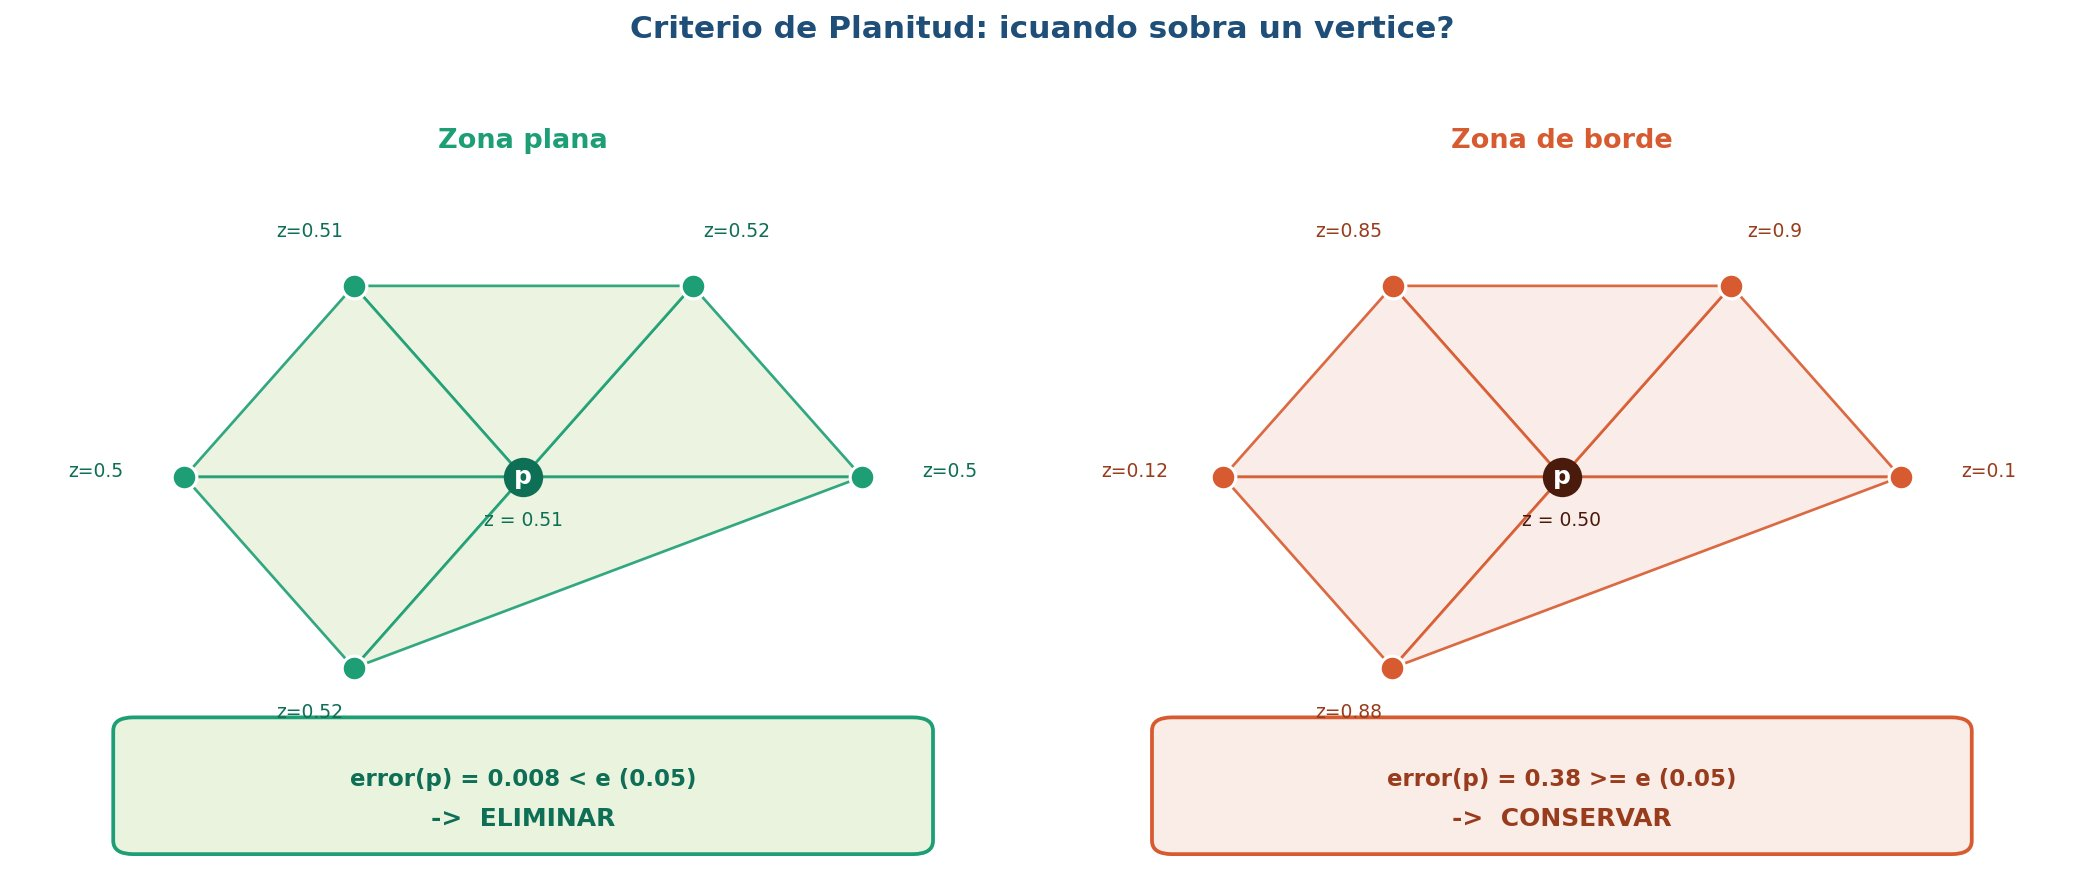 Criterio de Planitud: icuando sobra un vertice?
Zona plana
z=0.51
z=0.52
z=0.5
p
z=0.5
z = 0.51
z=0.52
error(p) = 0.008 < e (0.05)
-> ELIMINAR
Zona de borde
z=0.85
z=0.9
z=0.12
p
z=0.1
z = 0.50
z=0.88
error(p) = 0.38 >= e (0.05)
-> CONSERVAR